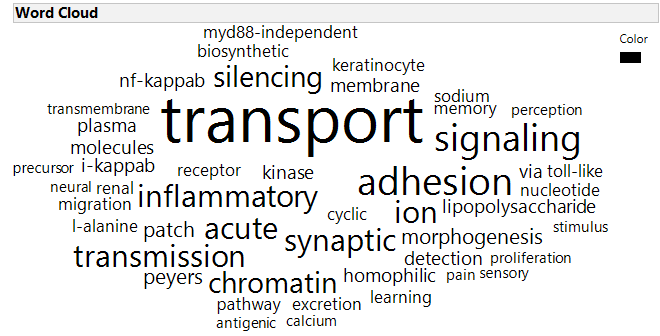 Word Cloud
Color
myd88-independent
biosynthetic
keratinocyte
nf-kappab silencing membrane
sodium
transmembrane transport memory perception
plasma signaling
molecules
precursor i-kappab receptor kinase adhesion via toll-like
neural renal inflammatory nucleotide
migration cyclic ion lipopolysaccharide
l-alanine patch acute stimulus
synaptic morphogenesis
transmission detection proliferation
peyers chromatin homophilic pain sensory
pathway excretion learning
antigenic calcium